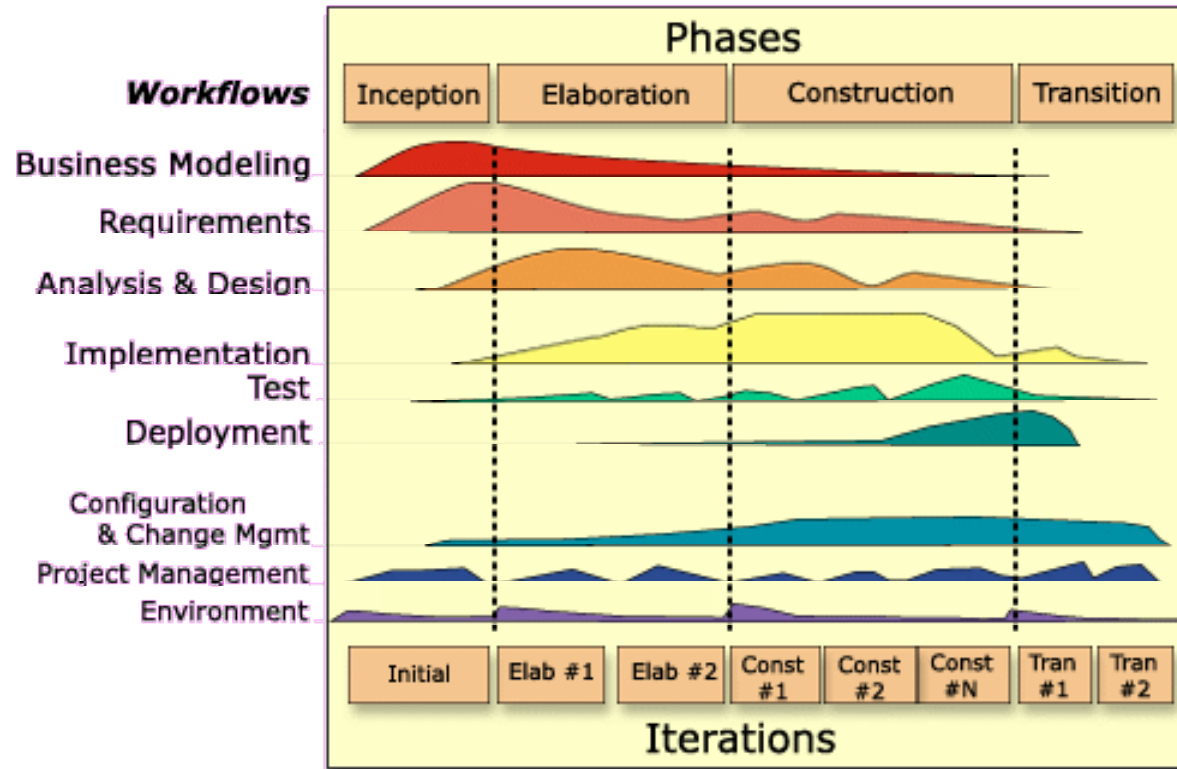 Phases
Workflows Inception Elaboration Construction Transition
Business Modeling
Requirements
Analysis & Design
Implementation
Test
Deployment
Configuration
& Change Mgmt
Project Management
Environment
Initial Elab #1 Elab #2 Const #1 Const #2 Const #N Tran #1 Tran #2
Iterations